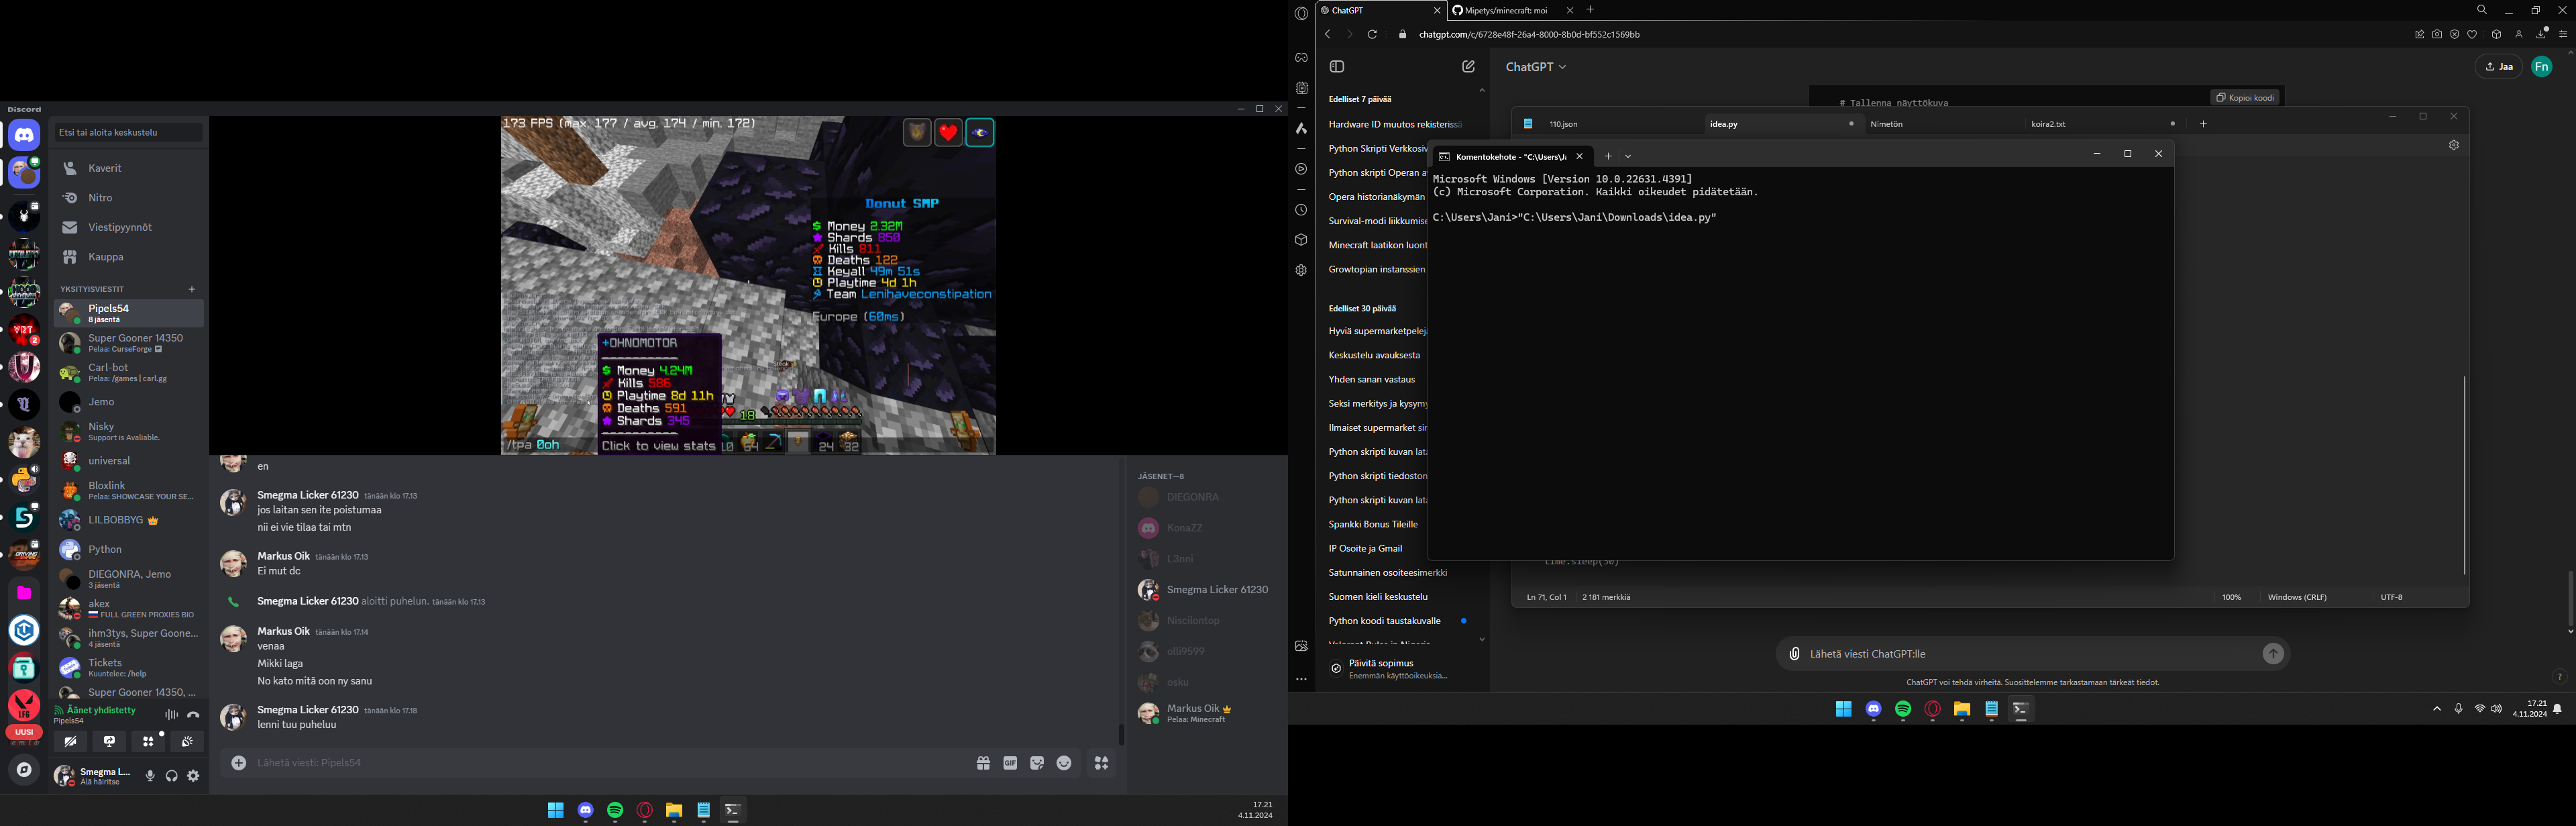 Discord
Etsi tai aloita keskustelu
Kaverit
Nitro
Viestipyynnöt
Kauppa
YKSITYISVIESTIT
Pipels54
8 jäsentä
Super Gooner 14350
Pelaa: CurseForge
Carl-bot
Pelaa: /games | carl.gg
Jemo
Nisky
Support is Avaliable.
universal
Bloxlink
Pelaa: SHOWCASE YOUR SE...
LILBOBBYG
Python
DIEGONRA, Jemo
3 jäsentä
akex
FULL GREEN PROXIES BIO
ihm3tys, Super Goone...
4 jäsentä
Tickets
Kuuntelee: /help
Super Gooner 14350, ...
Äänet yhdistetty
Pipels54
Smegma L...
Älä häiritse
2
LFG
UUSI
173 FPS (max. 177 / avg. 174 / min. 172)
Donut SMP
$ Money 2.32M
Shards 850
Kills 811
Deaths 122
Keyall 49m 51s
Playtime 4d 1h
Team Lenihaveconstipation
Europe (60ms)
+OHNOMOTOR
$ Money 4.24M
Kills 586
Playtime 8d 11h
Deaths 591
Shards 345
Click to view stats
/tpa 0oh
18
10
64
24
32
en
Smegma Licker 61230 tänään klo 17.13
jos laitan sen ite poistumaa
nii ei vie tilaa tai mtn
Markus Oik tänään klo 17.13
Ei mut dc
Smegma Licker 61230 aloitti puhelun. tänään klo 17.13
Markus Oik tänään klo 17.14
venaa
Mikki laga
No kato mitä oon ny sanu
Smegma Licker 61230 tänään klo 17.18
lenni tuu puheluu
Lähetä viesti: Pipels54
GIF
JÄSENET—8
DIEGONRA
KonaZZ
L3nni
Smegma Licker 61230
Niscilontop
olli9599
osku
Markus Oik
Pelaa: Minecraft
17.21
4.11.2024
ChatGPT
Mipetys/minecraft: moi
chatgpt.com/c/6728e48f-26a4-8000-8b0d-bf552c1569bb
ChatGPT
Jaa
Fn
Edelliset 7 päivää
Hardware ID muutos rekisterissä
Python Skripti Verkkosiv
Python skripti Operan a
Opera historianäkymän
Survival-modi liikkumise
Minecraft laatikon luont
Growtopian instanssien
Edelliset 30 päivää
Hyviä supermarketpelejä
Keskustelu avauksesta
Yhden sanan vastaus
Seksi merkitys ja kysymy
Ilmaiset supermarket sim
Python skripti kuvan lata
Python skripti tiedoston
Python skripti kuvan lata
Spankki Bonus Tileille
IP Osoite ja Gmail
Satunnainen osoiteesimerkki
Suomen kieli keskustelu
Python koodi taustakuvalle
Päivitä sopimus
Enemmän käyttöoikeuksia...
# Tallenna näyttökuva
Kopioi koodi
110.json
idea.py
Nimetön
koira2.txt
Komentokehote - "C:\Users\Ja
Microsoft Windows [Version 10.0.22631.4391]
(c) Microsoft Corporation. Kaikki oikeudet pidätetään.
C:\Users\Jani>"C:\Users\Jani\Downloads\idea.py"
time.sleep(30)
Ln 71, Col 1
2 181 merkkiä
100%
Windows (CRLF)
UTF-8
Lähetä viesti ChatGPT:lle
ChatGPT voi tehdä virheitä. Suosittelemme tarkastamaan tärkeät tiedot.
?
17.21
4.11.2024